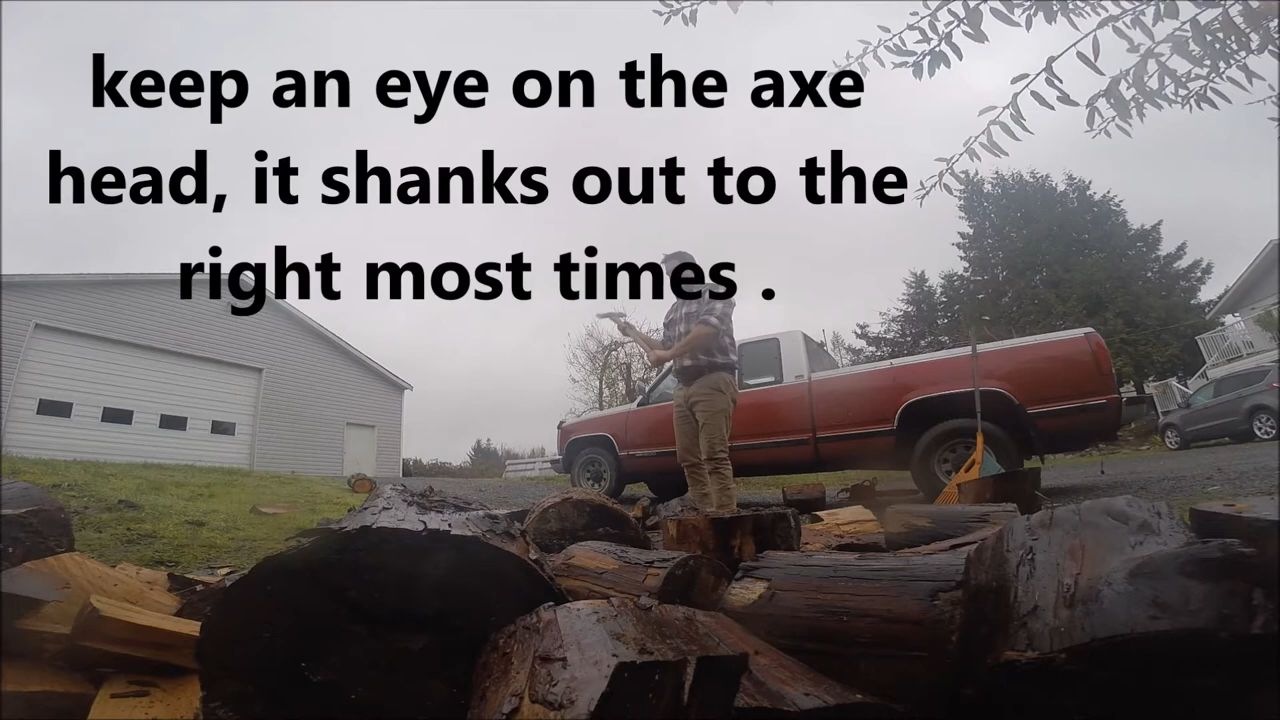 keep an eye on the axe
head, it shanks out to the
right most times .